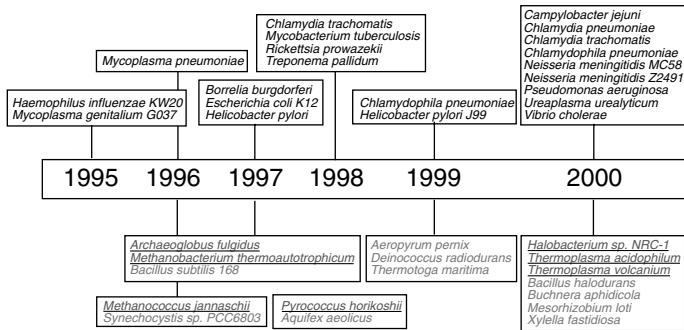 Chlamydia trachomatis
Mycobacterium tuberculosis
Rickettsia prowazekii
Treponema pallidum
Campylobacter jejuni
Chlamydia pneumoniae
Chlamydia trachomatis
Chlamydophila pneumoniae
Neisseria meningitidis MC58
Neisseria meningitidis Z2491
Pseudomonas aeruginosa
Ureaplasma urealyticum
Vibrio cholerae
Mycoplasma pneumoniae
Haemophilus influenzae KW20
Mycoplasma genitalium G037
Borrelia burgdorferi
Escherichia coli K12
Helicobacter pylori
Chlamydophila pneumoniae
Helicobacter pylori J99
1995 1996 1997 1998 1999 2000
Archaeoglobus fulgidus
Methanobacterium thermoautotrophicum
Bacillus subtilis 168
Aeropyrum pernix
Deinococcus radiodurans
Thermotoga maritima
Halobacterium sp. NRC-1
Thermoplasma acidophilum
Thermoplasma volcanium
Bacillus halodurans
Buchnera aphidicola
Mesorhizobium loti
Xylella fastidiosa
Methanococcus jannaschii
Synechocystis sp. PCC6803
Pyrococcus horikoshii
Aquifex aeolicus